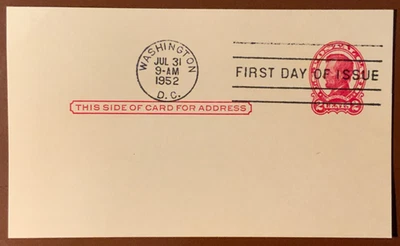 WASHINGTON
JUL 31
9-AM
1952
D.C.
FIRST DAY OF ISSUE
THIS SIDE OF CARD FOR ADDRESS